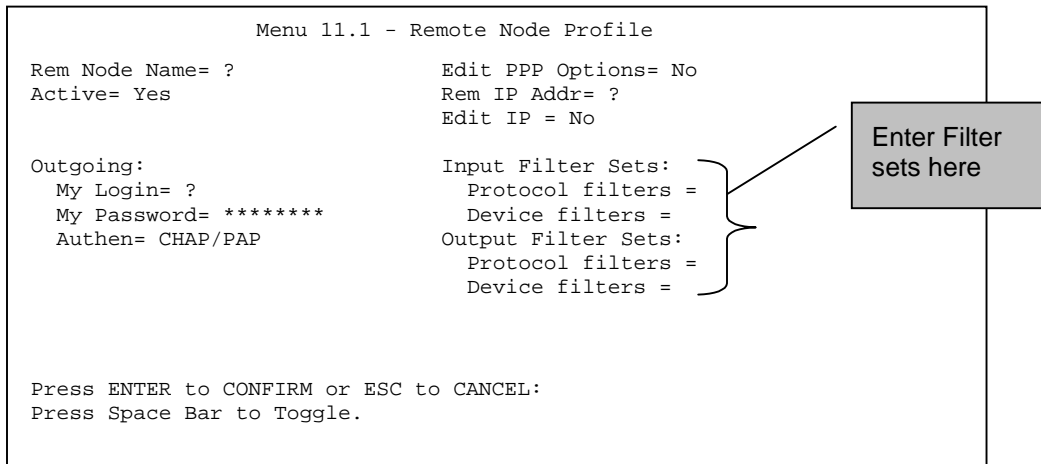 Menu 11.1 - Remote Node Profile
Rem Node Name= ? Edit PPP Options= No
Active= Yes Rem IP Addr= ?
Edit IP = No
Outgoing: Input Filter Sets:
My Login= ? Protocol filters =
My Password= ******** Device filters =
Authen= CHAP/PAP Output Filter Sets:
Protocol filters =
Device filters =
Enter Filter
sets here
Press ENTER to CONFIRM or ESC to CANCEL:
Press Space Bar to Toggle.